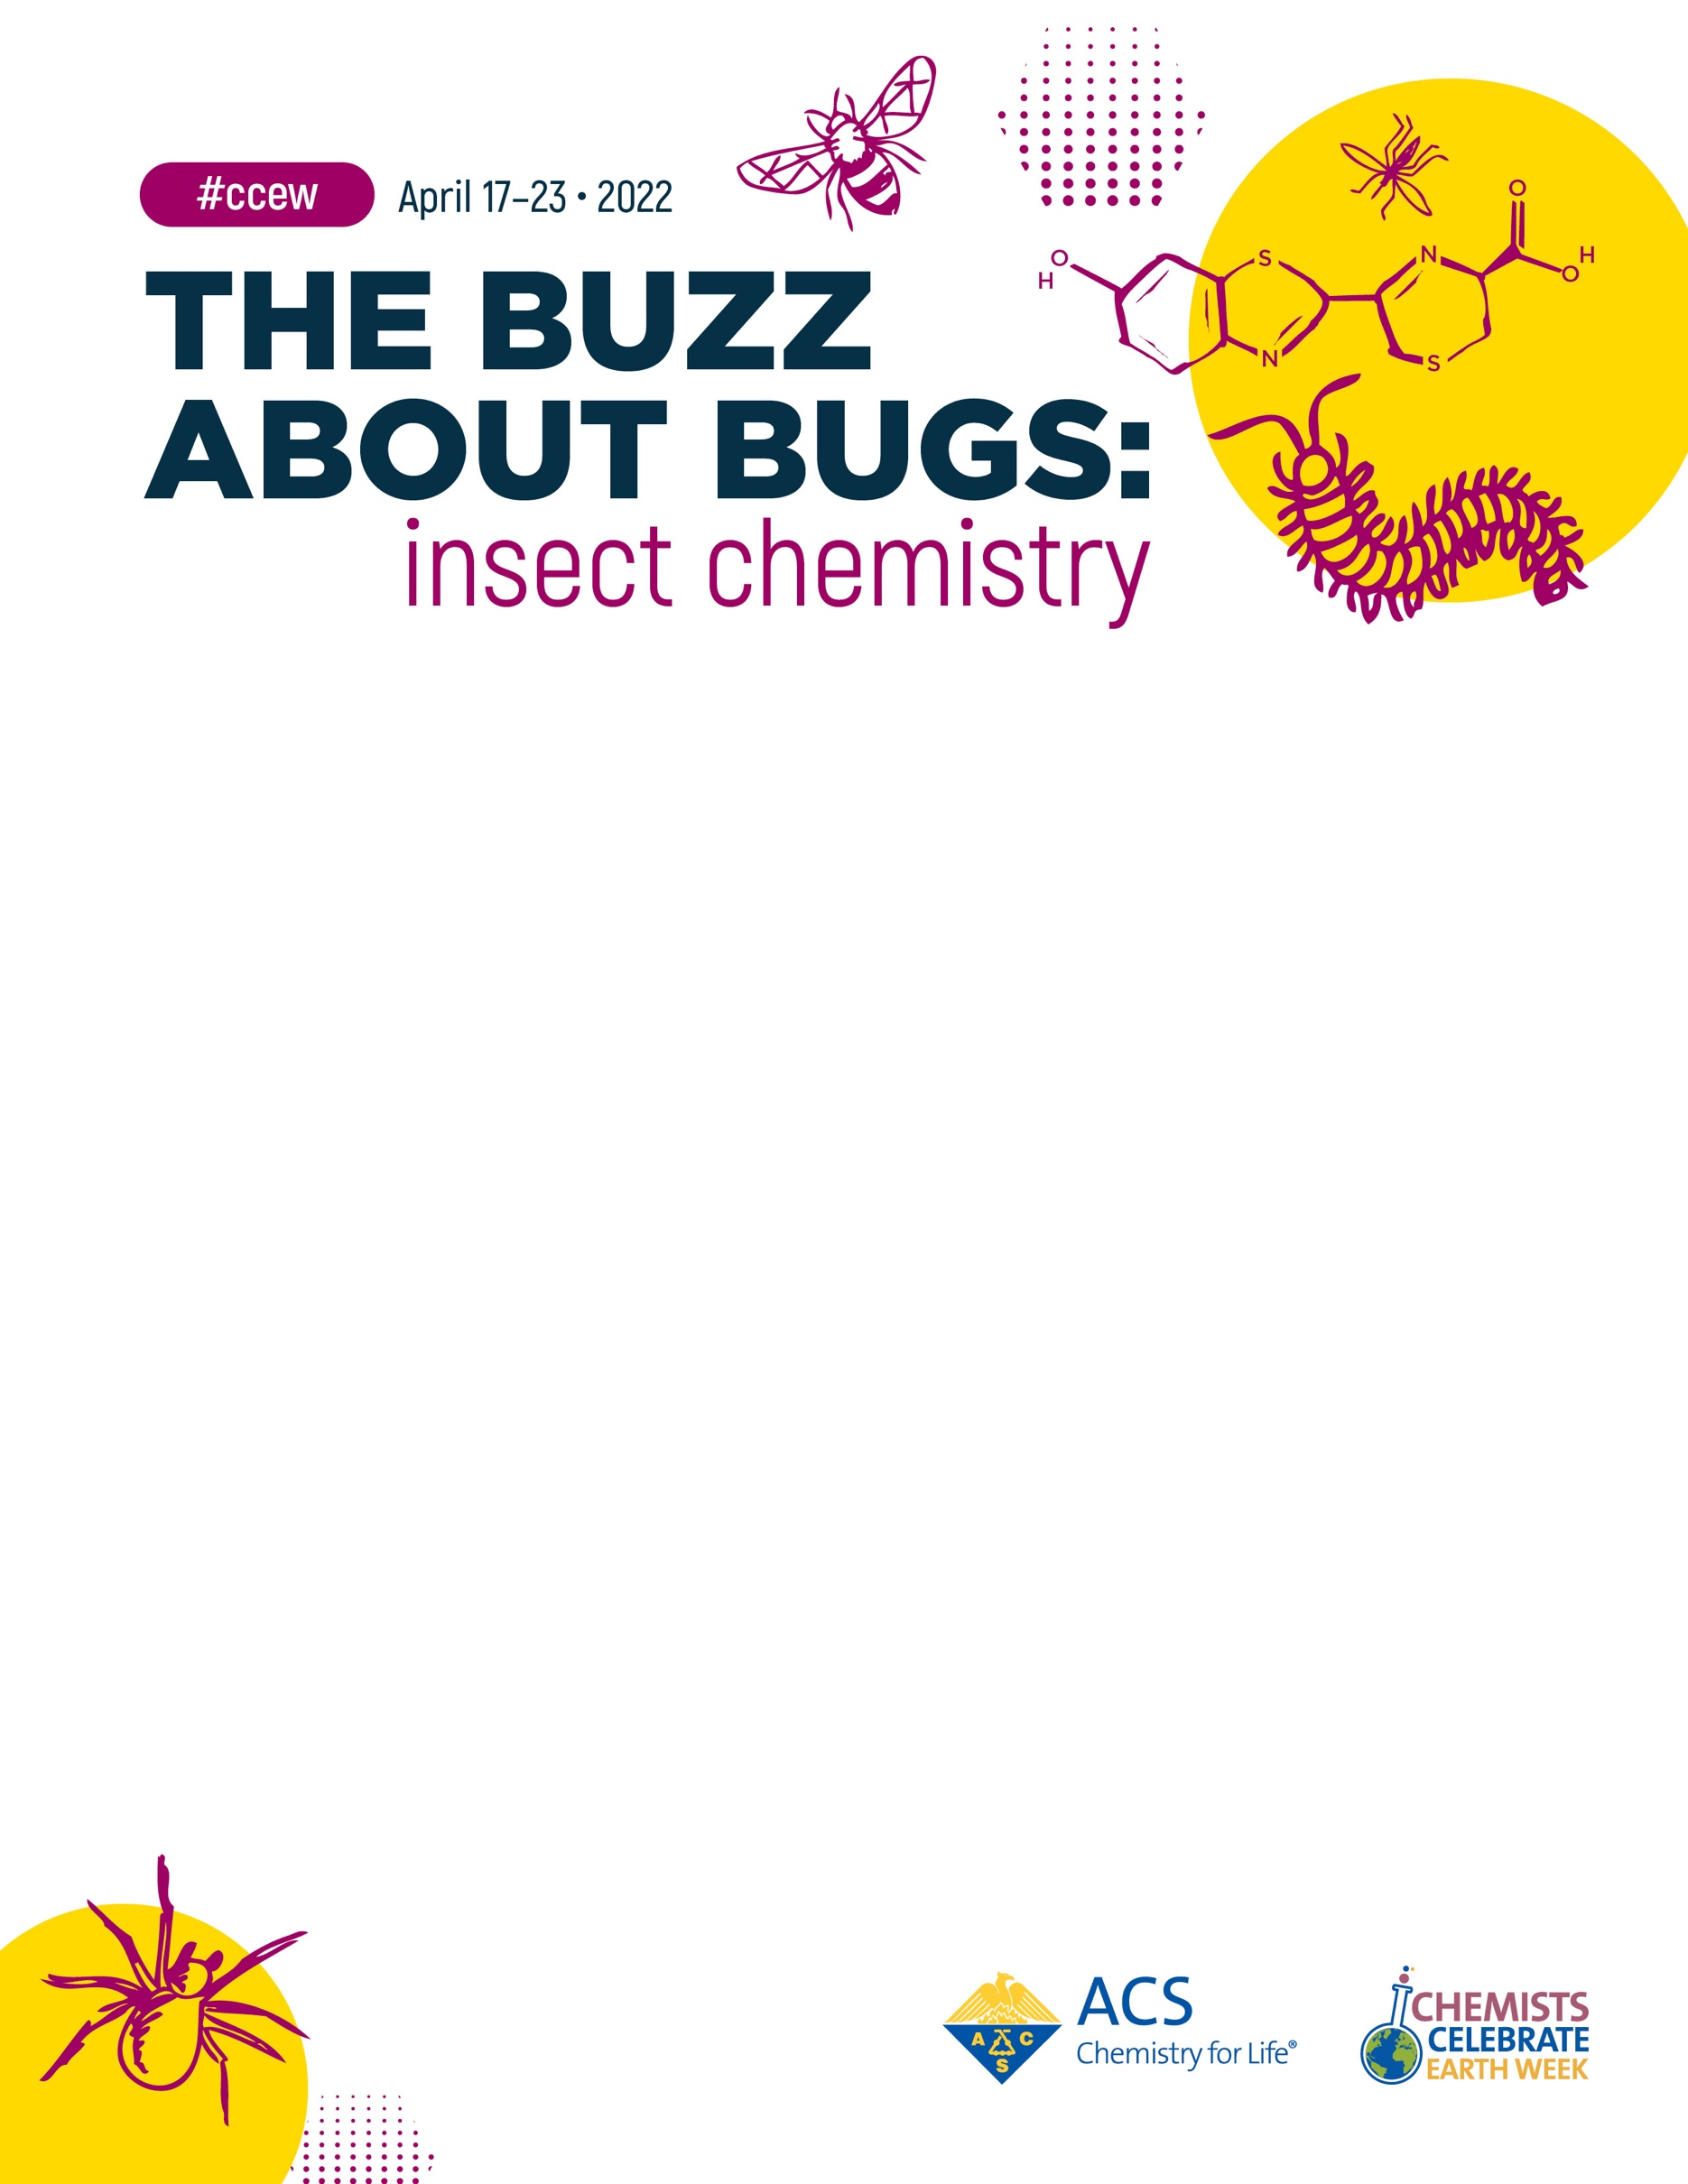 #ccew April 17–23 • 2022
THE BUZZ
ABOUT BUGS:
insect chemistry
O
H
S
N
N
S
O
O
H
A C
S
ACS
Chemistry for Life®
CHEMISTS
CELEBRATE
EARTH WEEK